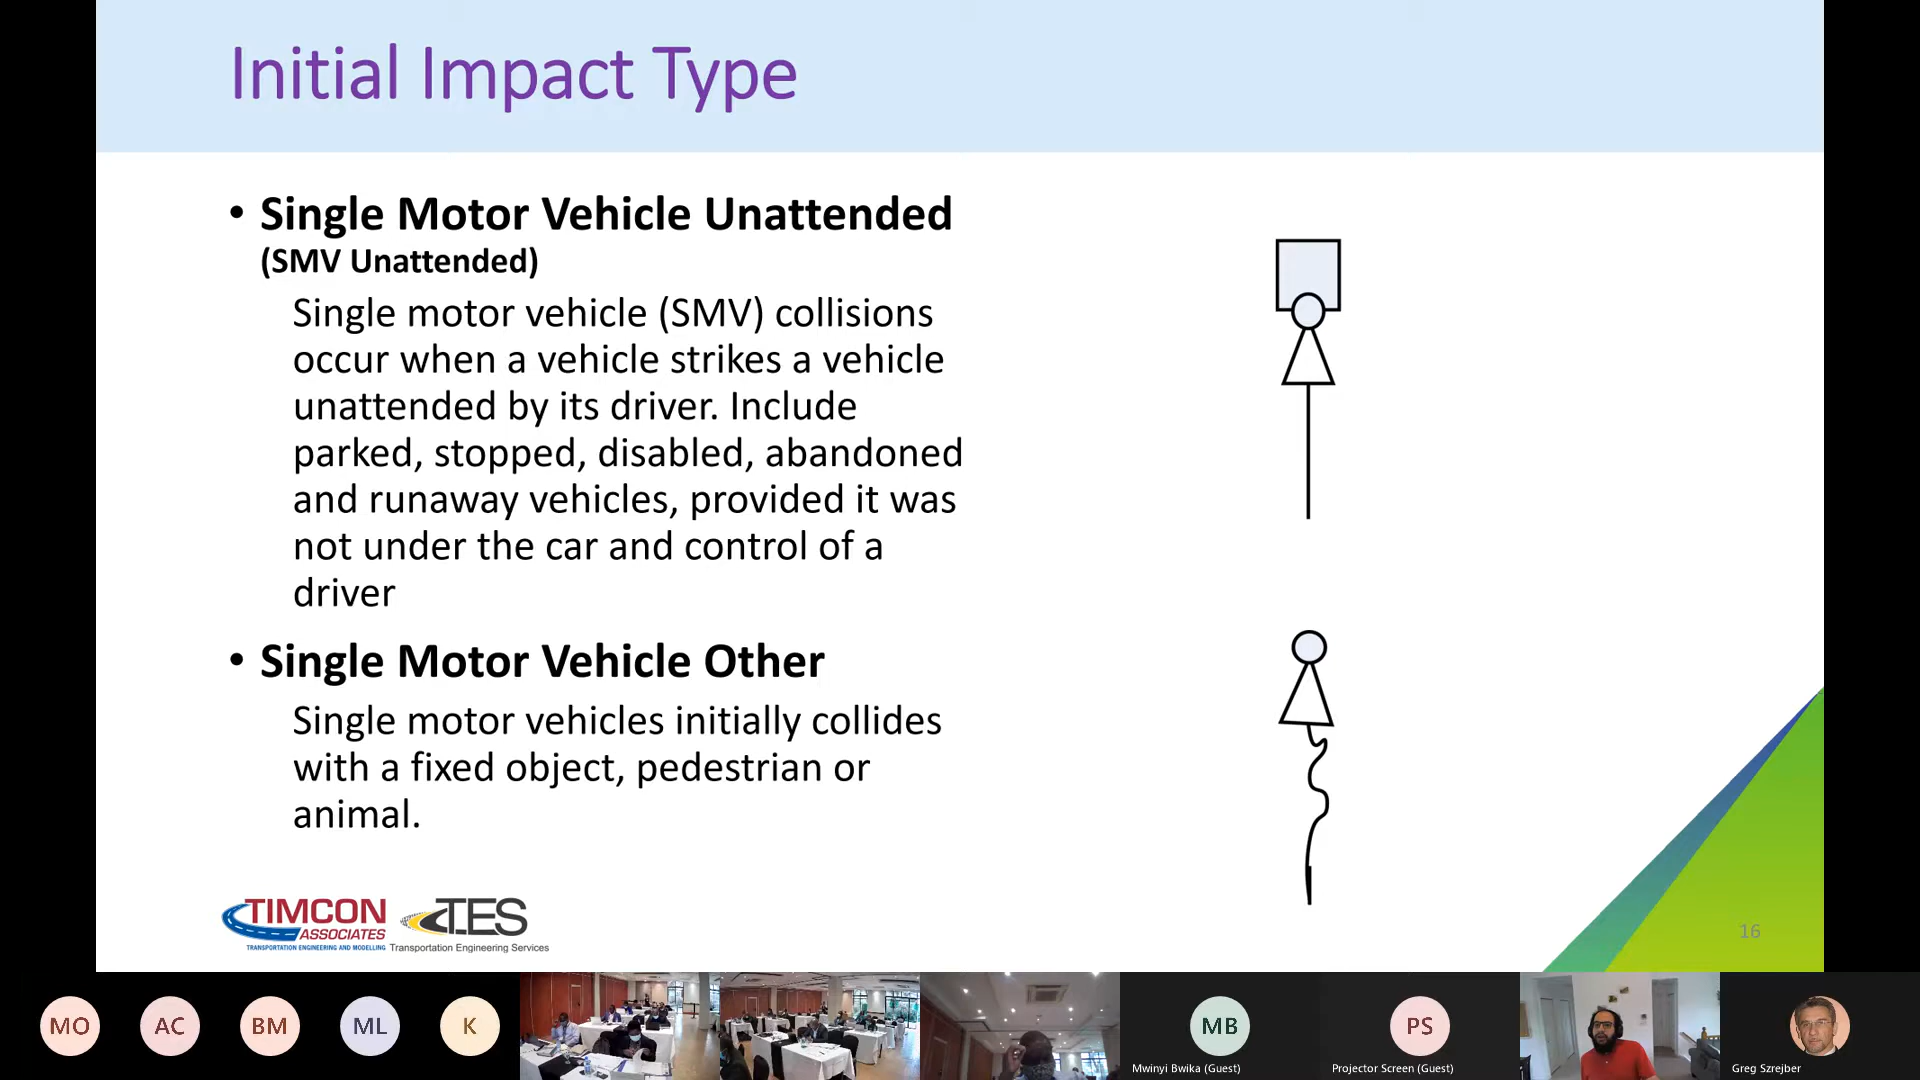 Initial Impact Type
• Single Motor Vehicle Unattended
(SMV Unattended)
Single motor vehicle (SMV) collisions
occur when a vehicle strikes a vehicle
unattended by its driver. Include
parked, stopped, disabled, abandoned
and runaway vehicles, provided it was
not under the car and control of a
driver
• Single Motor Vehicle Other
Single motor vehicles initially collides
with a fixed object, pedestrian or
animal.
TIMCON
ASSOCIATES
TRANSPORTATION ENGINEERING AND MODELLING
TES
Transportation Engineering Services
16
MO
AC
BM
ML
K
MB
Mwinyi Bwika (Guest)
PS
Projector Screen (Guest)
Greg Szrejber